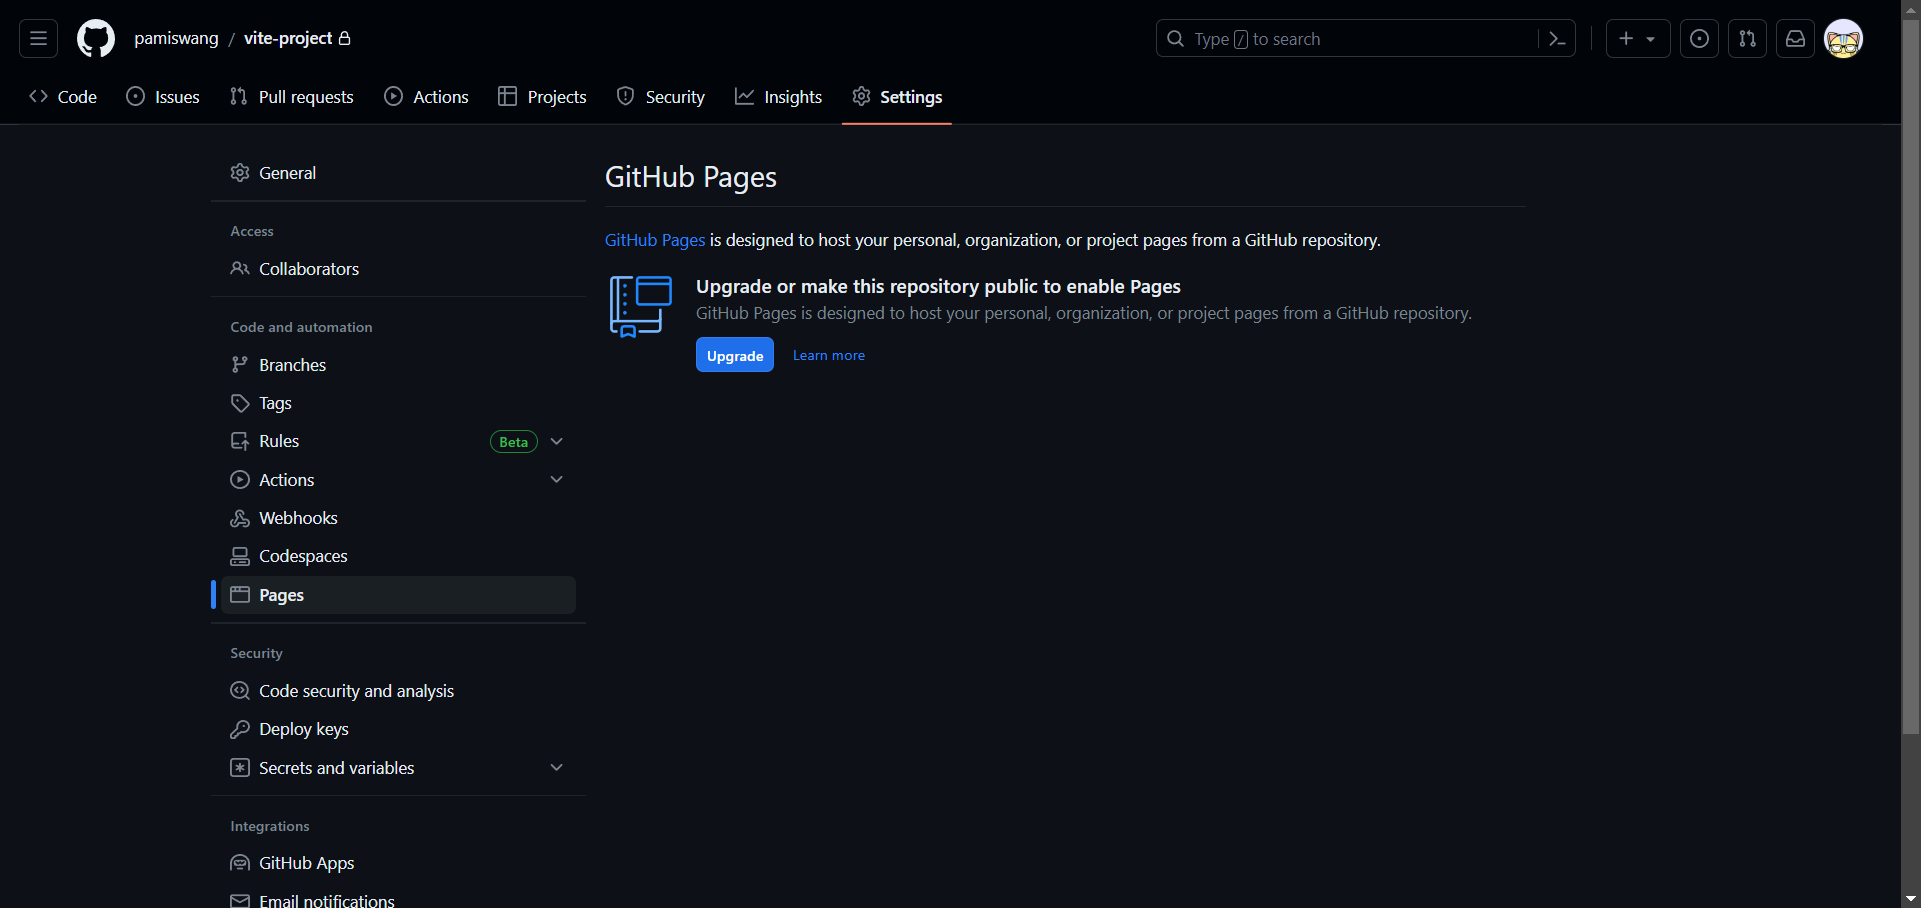 pamiswang / vite-project
Type / to search
Code
Issues
Pull requests
Actions
Projects
Security
Insights
Settings
General
Access
Collaborators
Code and automation
Branches
Tags
Rules
Beta
Actions
Webhooks
Codespaces
Pages
Security
Code security and analysis
Deploy keys
Secrets and variables
Integrations
GitHub Apps
Email notifications
GitHub Pages
GitHub Pages is designed to host your personal, organization, or project pages from a GitHub repository.
Upgrade or make this repository public to enable Pages
GitHub Pages is designed to host your personal, organization, or project pages from a GitHub repository.
Upgrade
Learn more